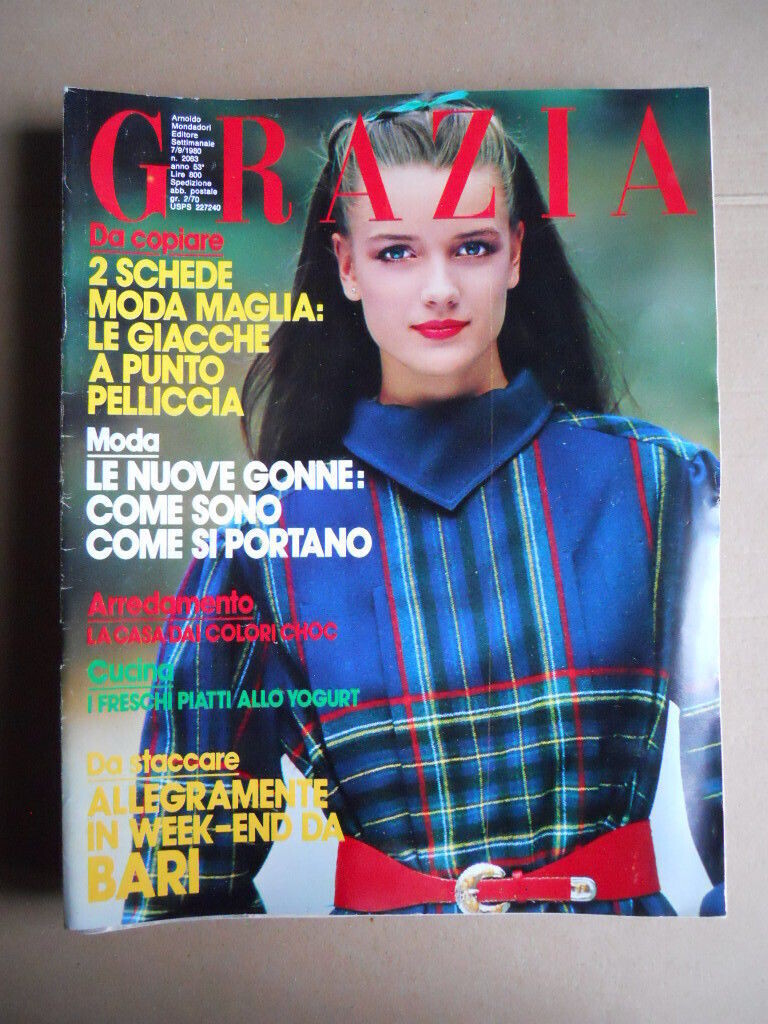 GRAZIA
Arnoldo
Mondadori
Editore
Settimanale
7/9/1980
n. 2063
anno 53°
Lire 800
Spedizione
abb. postale
gr. 2/70
USPS 227240
Da copiare
2 SCHEDE
MODA MAGLIA:
LE GIACCHE
A PUNTO
PELLICCIA
Moda
LE NUOVE GONNE:
COME SONO
COME SI PORTANO
Arredamento
LA CASA DAI COLORI CHOC
Cucina
I FRESCHI PIATTI ALLO YOGURT
Da staccare
ALLEGRAMENTE
IN WEEK-END DA
BARI